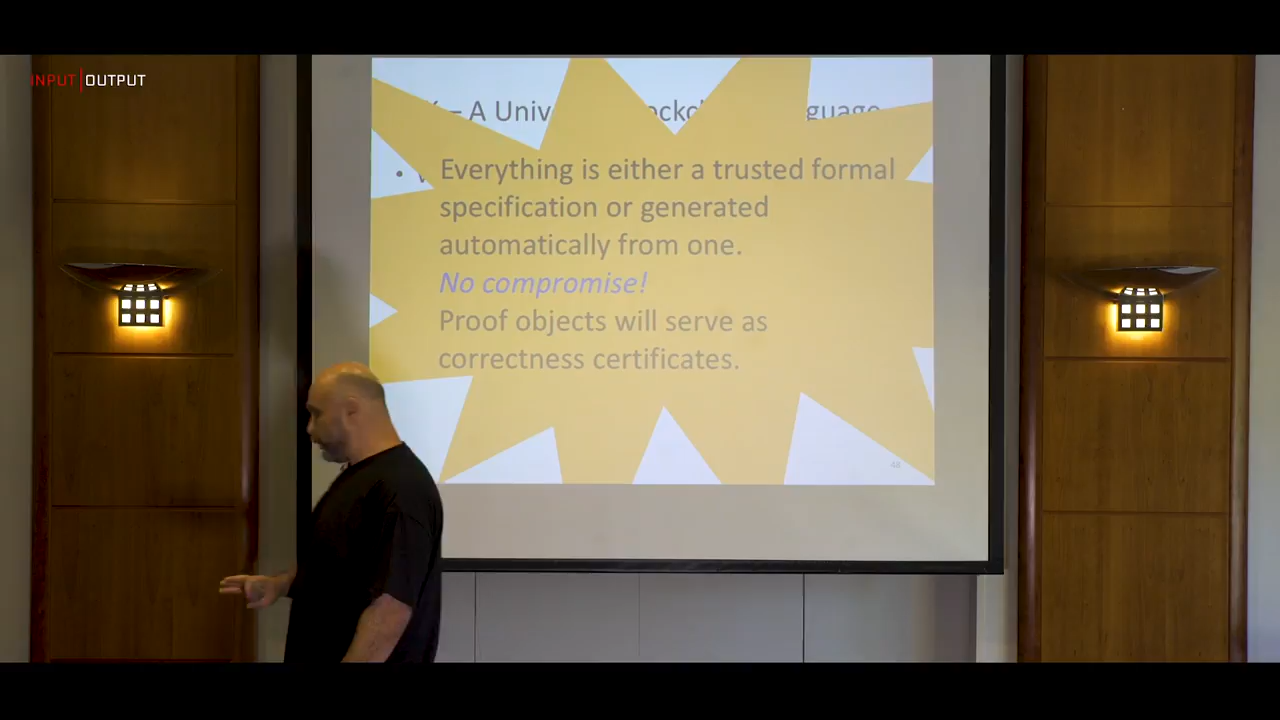 INPUT|OUTPUT
– A Univ
guage
Everything is either a trusted formal
specification or generated
automatically from one.
No compromise!
Proof objects will serve as
correctness certificates.
48